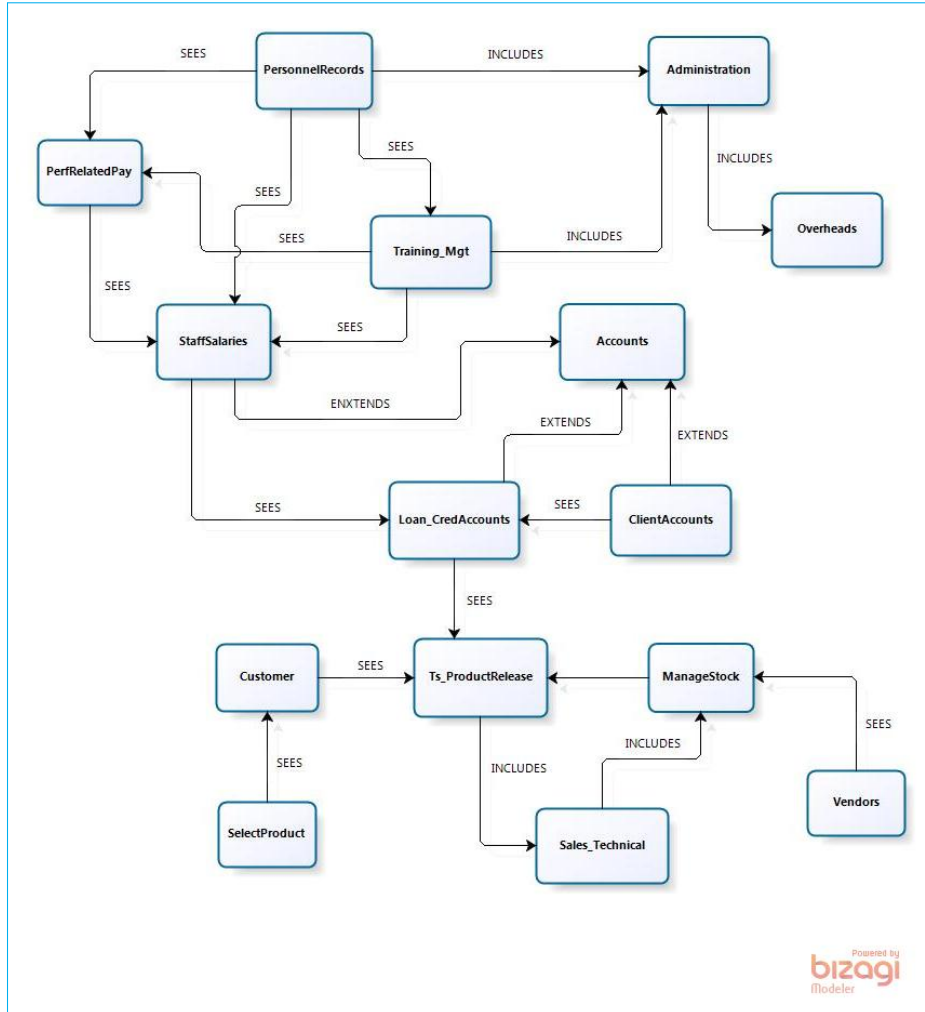 SEES
INCLUDES
PersonnelRecords
Administration
SEES
INCLUDES
PerfRelatedPay
SEES
SEES
INCLUDES
Overheads
Training_Mgt
SEES
SEES
StaffSalaries
Accounts
ENXTENDS
EXTENDS
EXTENDS
SEES
Loan_CredAccounts
SEES
ClientAccounts
SEES
Customer
SEES
Ts_ProductRelease
ManageStock
SEES
INCLUDES
INCLUDES
SEES
SelectProduct
Sales_Technical
Vendors
Powered by
bizagi
Modeler